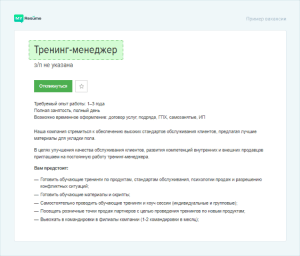 MY Resume
Пример вакансии
Тренинг-менеджер
з/п не указана
Откликнуться
Требуемый опыт работы: 1–3 года
Полная занятость, полный день
Возможно временное оформление: договор услуг, подряда, ГПХ, самозанятые, ИП
Наша компания стремиться к обеспечению высоких стандартов обслуживания клиентов, предлагая лучшие
материалы для укладки пола.
В целях улучшения качества обслуживания клиентов, развития компетенций внутренних и внешних продавцов
приглашаем на постоянную работу тренинг-менеджера.
Вам предстоит:
— Готовить обучающие тренинги по продуктам, стандартам обслуживания, психологии продаж и разрешению
конфликтных ситуаций;
— Готовить обучающие материалы и скрипты;
— Самостоятельно проводить обучающие тренинги и коуч сессии (индивидуальные и групповые);
— Посещать розничные точки продаж партнеров с целью проведения тренингов по новым продуктам;
— Выезжать в командировки в филиалы компании (1-2 командировки в месяц);